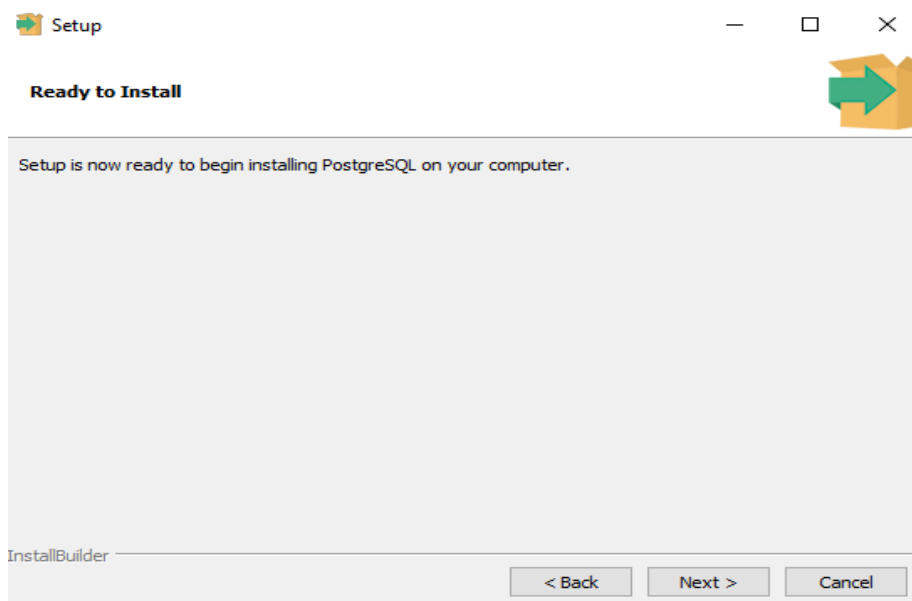 Setup
Ready to Install
Setup is now ready to begin installing PostgreSQL on your computer.
InstallBuilder
< Back Next > Cancel